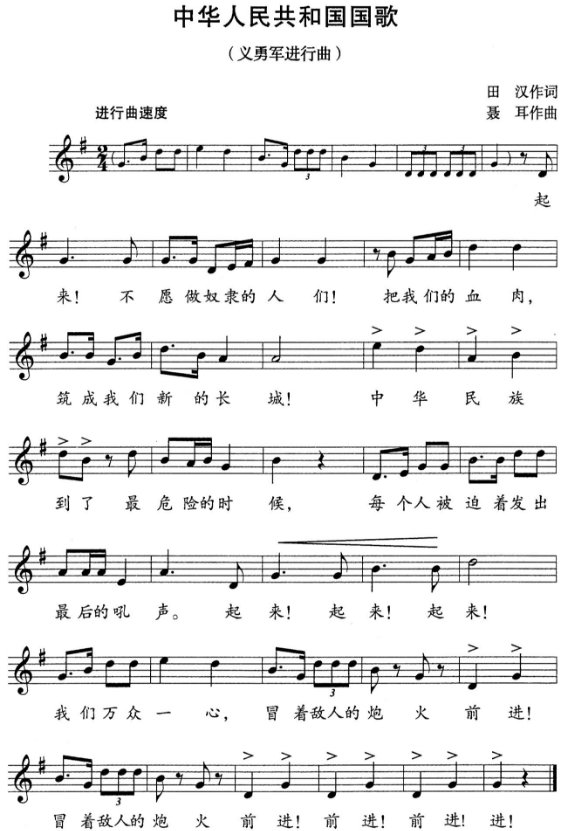 中华人民共和国国歌
（义勇军进行曲）
田 汉作词
聂 耳作曲
进行曲速度
2
4
3
3 3
起
来! 不 愿 做奴 隶的 人 们! 把我 们的 血 肉,
筑 成 我 们 新 的 长 城! 中 华 民 族
到了 最 危 险的时 候, 每 个人 被 迫着发出
最后的吼 声。 起 来! 起 来! 起 来!
我 们 万 众 一 心, 冒 着敌人的 炮 火 前 进!
3
冒 着敌人的 炮 火 前 进! 前 进! 前 进! 进!
3